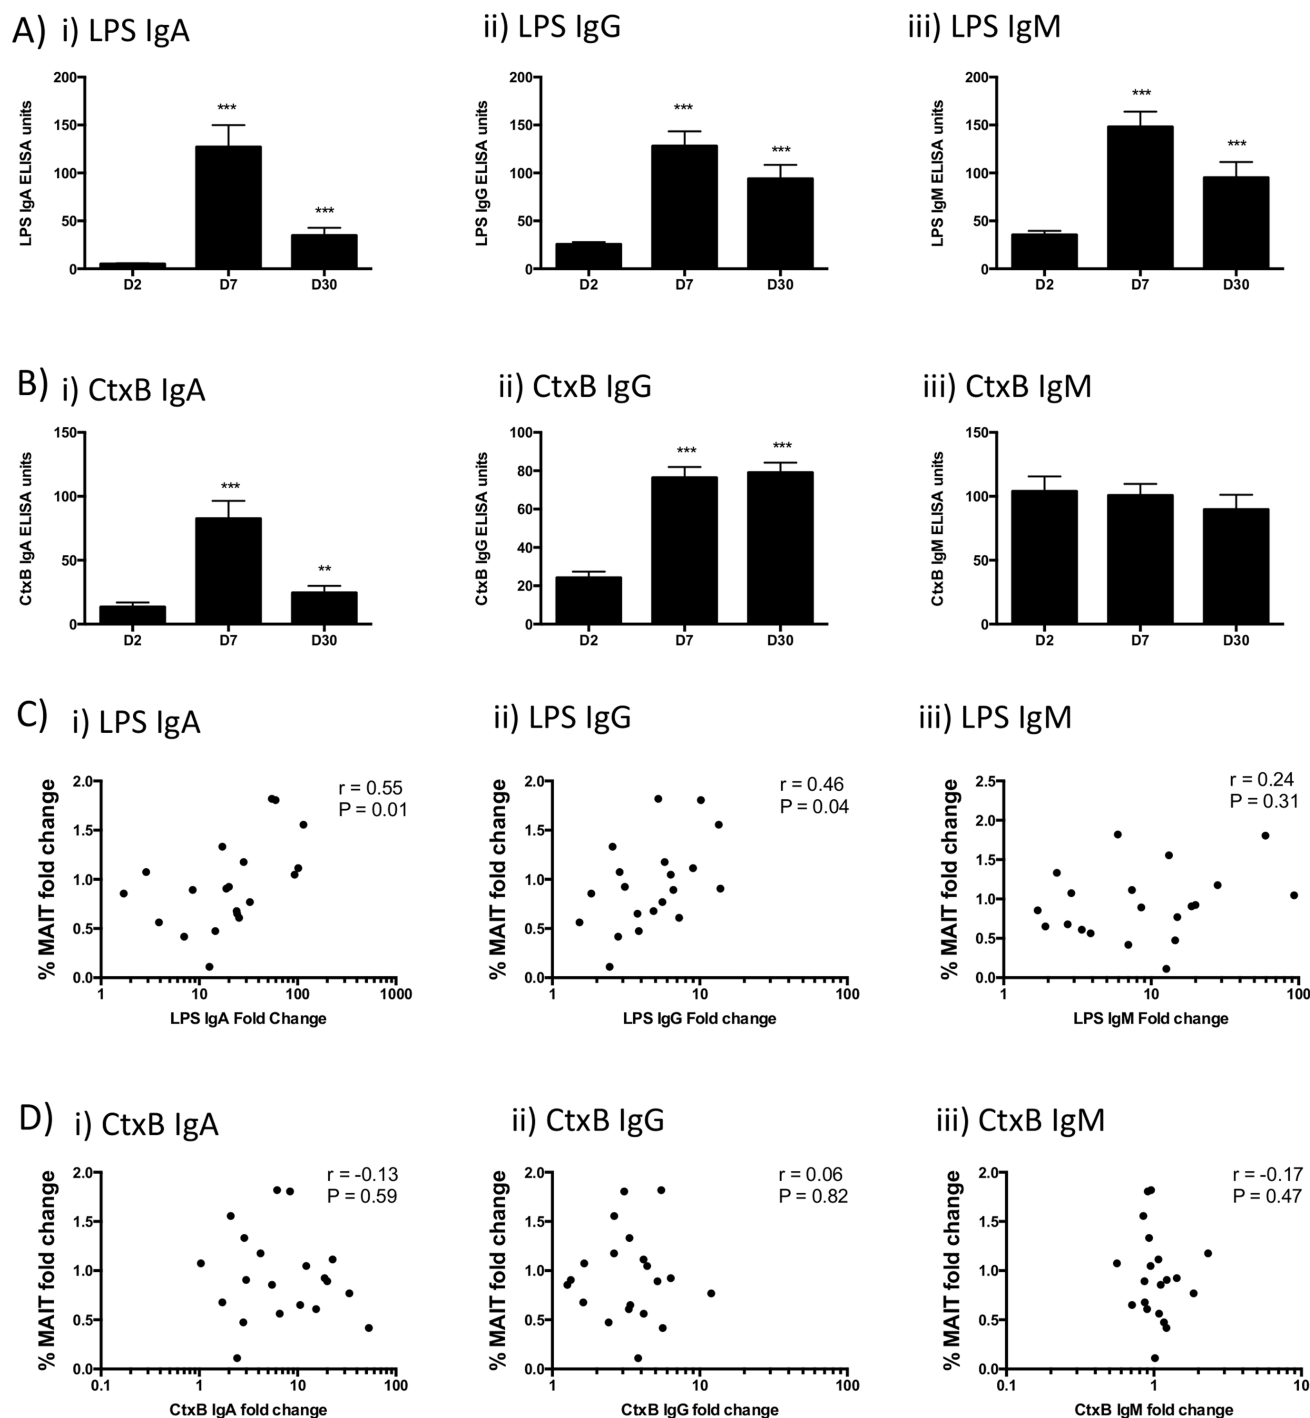 A) i) LPS IgA
ii) LPS IgG
iii) LPS IgM
LPS IgA ELISA units
200
150
100
50
0
***
***
D2 D7 D30
LPS IgG ELISA units
200
150
100
50
0
***
***
D2 D7 D30
LPS IgM ELISA units
200
150
100
50
0
***
***
D2 D7 D30
B) i) CtxB IgA
ii) CtxB IgG
iii) CtxB IgM
CtxB IgA ELISA units
150
100
50
0
***
**
D2 D7 D30
CtxB IgG ELISA units
100
80
60
40
20
0
***
***
D2 D7 D30
CtxB IgM ELISA units
150
100
50
0
D2 D7 D30
C) i) LPS IgA
ii) LPS IgG
iii) LPS IgM
% MAIT fold change
2.0
1.5
1.0
0.5
0.0
r = 0.55
P = 0.01
1 10 100 1000
LPS IgA Fold Change
% MAIT fold change
2.0
1.5
1.0
0.5
0.0
r = 0.46
P = 0.04
1 10 100
LPS IgG Fold change
% MAIT fold change
2.5
2.0
1.5
1.0
0.5
0.0
r = 0.24
P = 0.31
1 10 100
LPS IgM Fold change
D) i) CtxB IgA
ii) CtxB IgG
iii) CtxB IgM
% MAIT fold change
2.0
1.5
1.0
0.5
0.0
r = -0.13
P = 0.59
0.1 1 10 100
CtxB IgA fold change
% MAIT fold change
2.0
1.5
1.0
0.5
0.0
r = 0.06
P = 0.82
1 10 100
CtxB IgG fold change
% MAIT fold change
2.0
1.5
1.0
0.5
0.0
r = -0.17
P = 0.47
0.1 1 10
CtxB IgM fold change